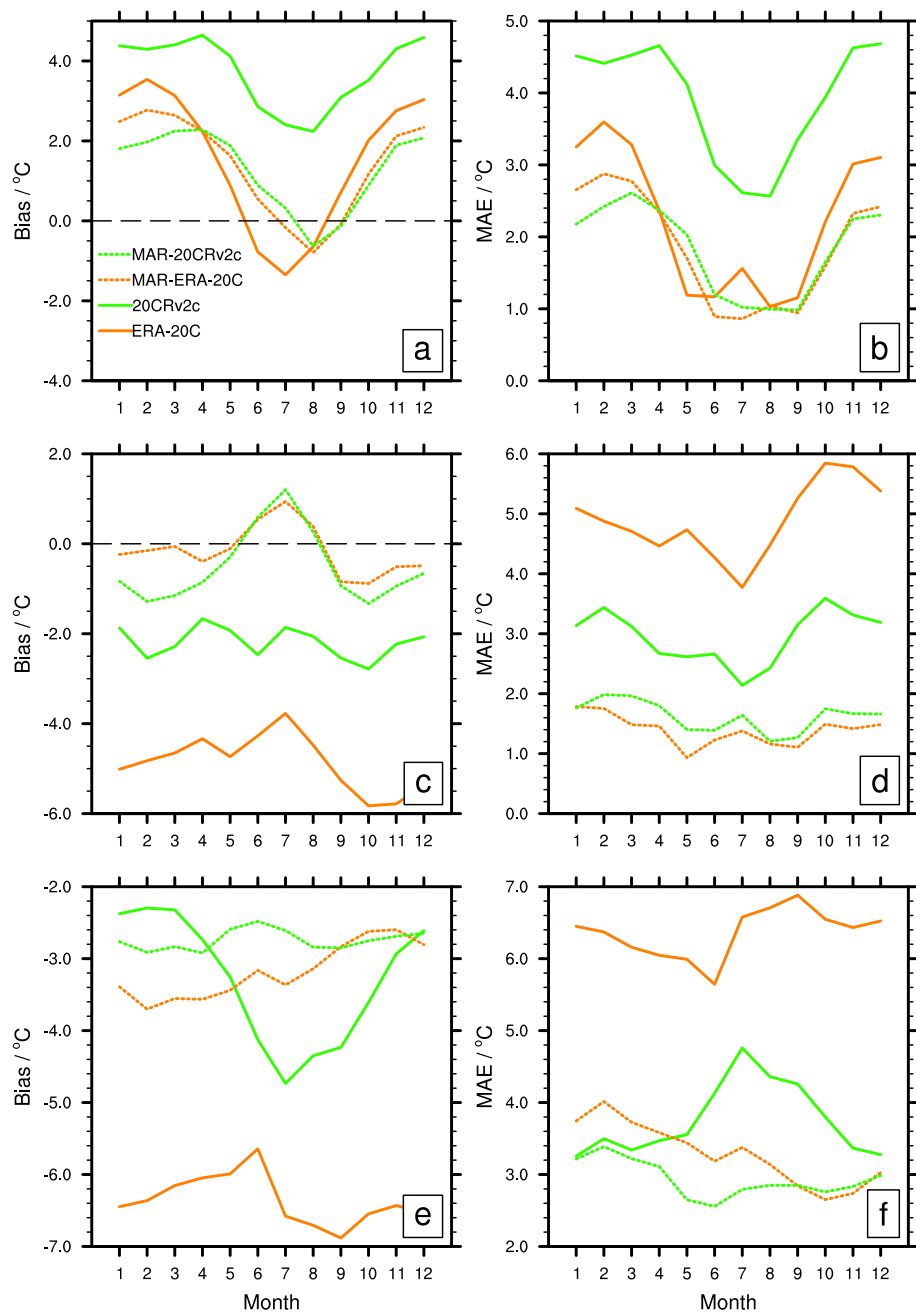 4.0
2.0
0.0
-2.0
-4.0
Bias / °C
MAR-20CRv2c
MAR-ERA-20C
20CRv2c
ERA-20C
a
1 2 3 4 5 6 7 8 9 10 11 12
5.0
4.0
3.0
2.0
1.0
0.0
MAE / °C
b
1 2 3 4 5 6 7 8 9 10 11 12
2.0
0.0
-2.0
-4.0
-6.0
Bias / °C
c
1 2 3 4 5 6 7 8 9 10 11 12
6.0
5.0
4.0
3.0
2.0
1.0
0.0
MAE / °C
d
1 2 3 4 5 6 7 8 9 10 11 12
-2.0
-3.0
-4.0
-5.0
-6.0
-7.0
Bias / °C
e
1 2 3 4 5 6 7 8 9 10 11 12
Month
7.0
6.0
5.0
4.0
3.0
2.0
MAE / °C
f
1 2 3 4 5 6 7 8 9 10 11 12
Month